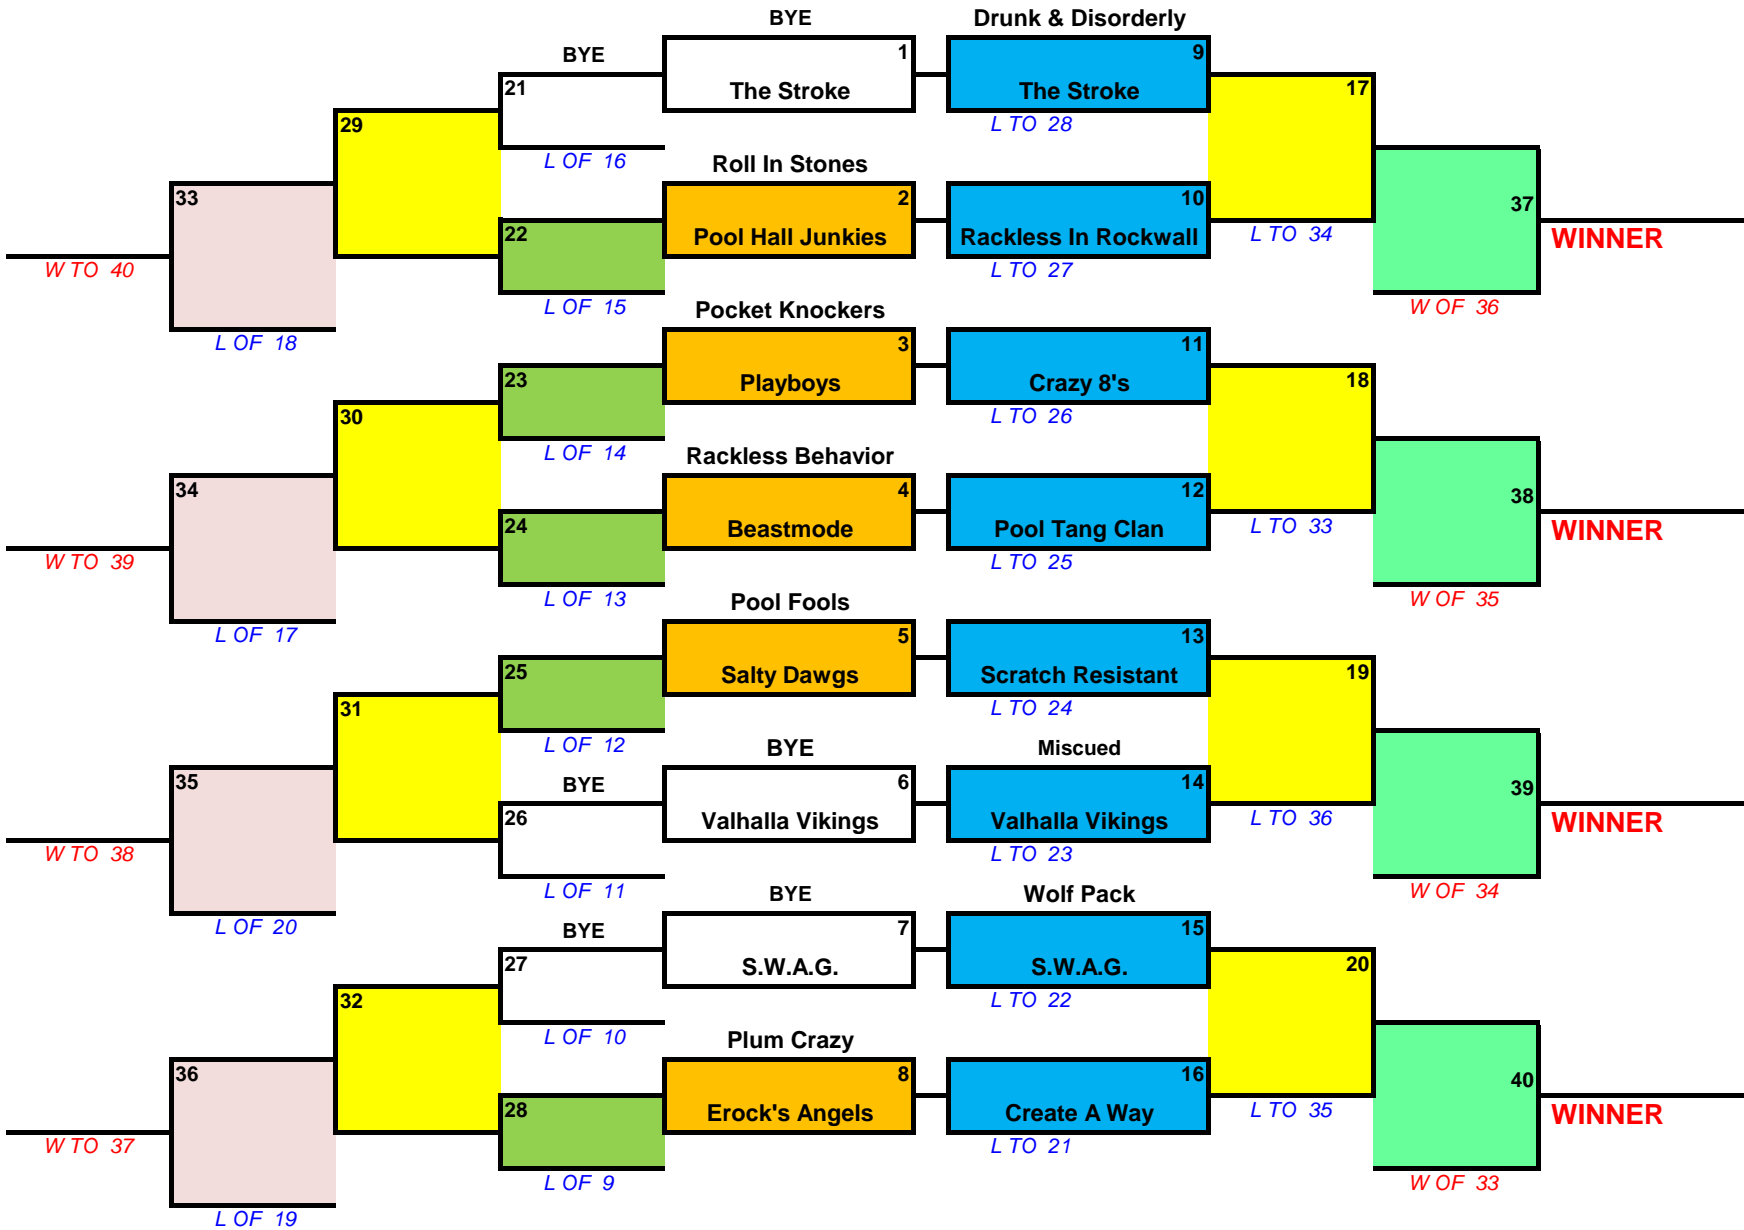 BYE Drunk & Disorderly
BYE 1 9
21 The Stroke The Stroke 17
29 L TO 28
L OF 16 Roll In Stones
33 2 10 37
22 Pool Hall Junkies Rackless In Rockwall L TO 34 WINNER
W TO 40 L TO 27
L OF 15 Pocket Knockers W OF 36
L OF 18 3 11
23 Playboys Crazy 8's 18
30 L TO 26
L OF 14 Rackless Behavior
34 4 12 38
24 Beastmode Pool Tang Clan L TO 33 WINNER
W TO 39 L TO 25
L OF 13 Pool Fools W OF 35
L OF 17 5 13
25 Salty Dawgs Scratch Resistant 19
31 L TO 24
L OF 12 BYE Miscued
35 BYE 6 14 39
26 Valhalla Vikings Valhalla Vikings L TO 36 WINNER
W TO 38 L TO 23
L OF 11 BYE Wolf Pack W OF 34
L OF 20 BYE 7 15
27 S.W.A.G. S.W.A.G. 20
32 L TO 22
L OF 10 Plum Crazy
36 8 16 40
28 Erock's Angels Create A Way L TO 35 WINNER
W TO 37 L TO 21
L OF 9 W OF 33
L OF 19